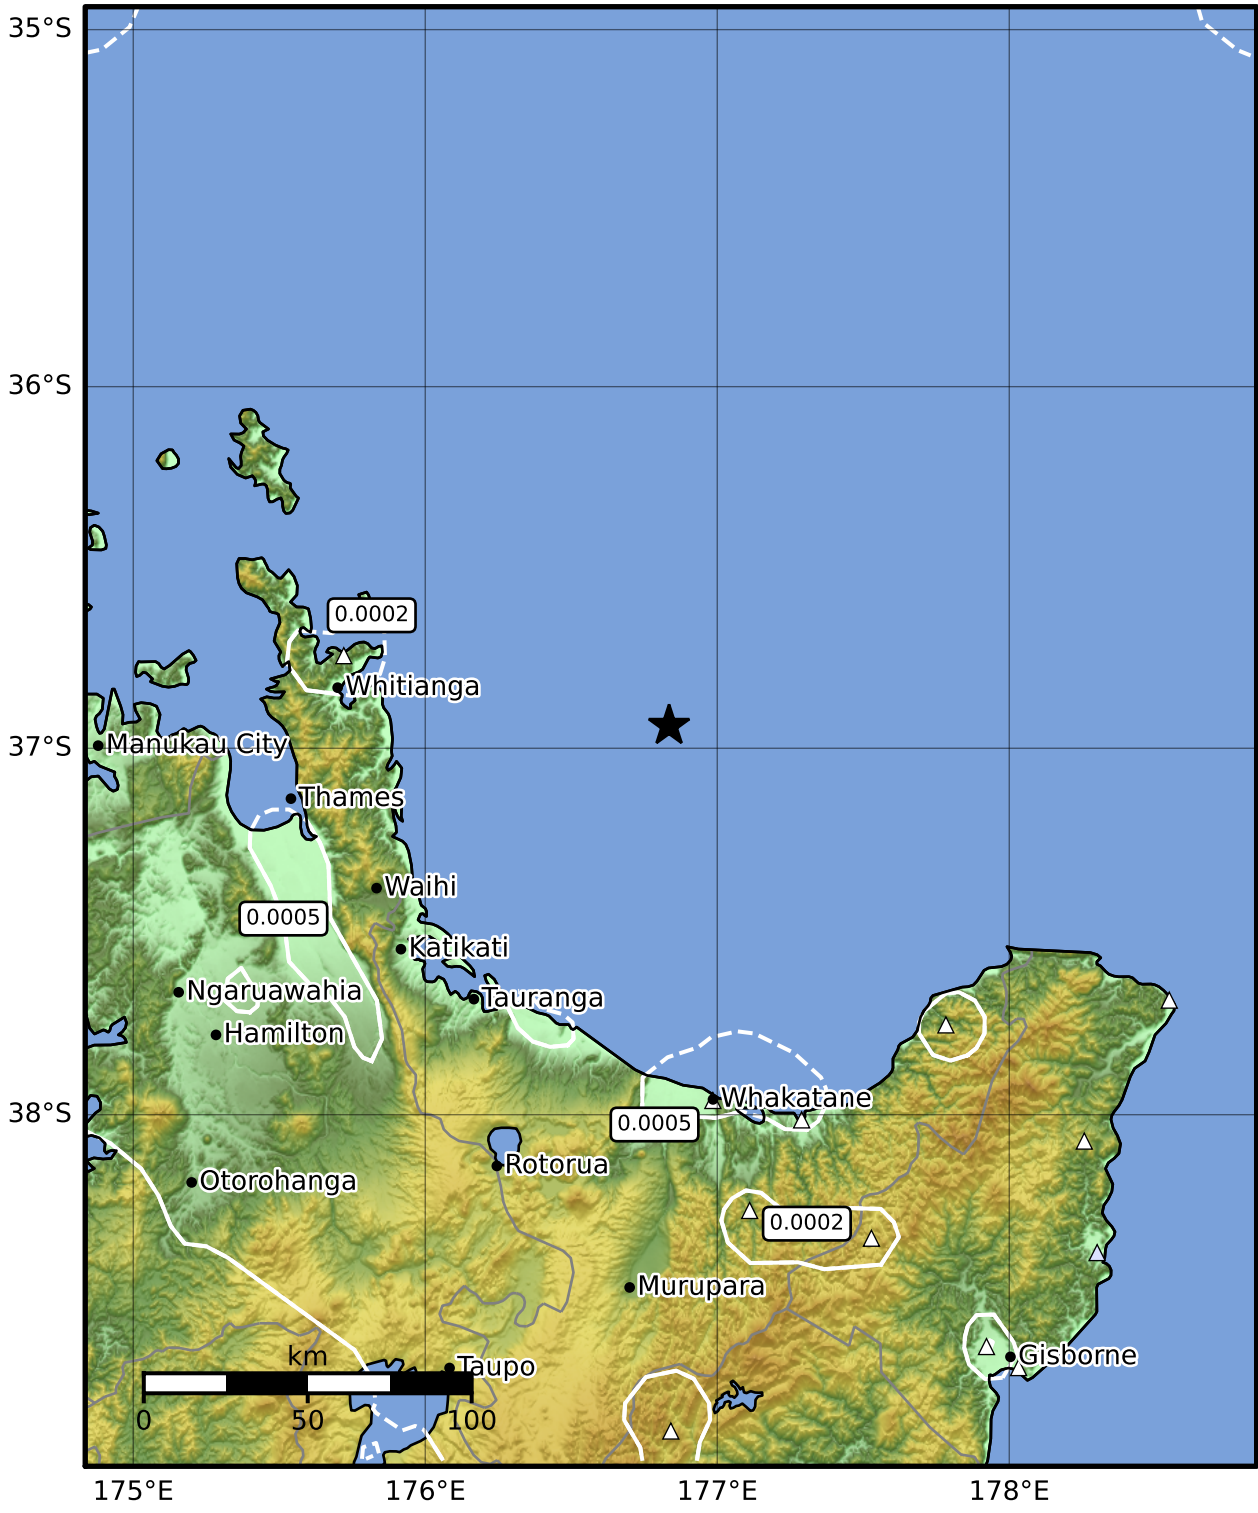 35°S
36°S
0.0002
Whitianga
Manukau City
37°S
Thames
Waihi
0.0005
Katikati
Ngaruawahia
Tauranga
Hamilton
Whakatane
38°S
0.0005
Rotorua
Otorohanga
0.0002
Murupara
km
Gisborne
Taupo
0 50 100
175°E 176°E 177°E 178°E